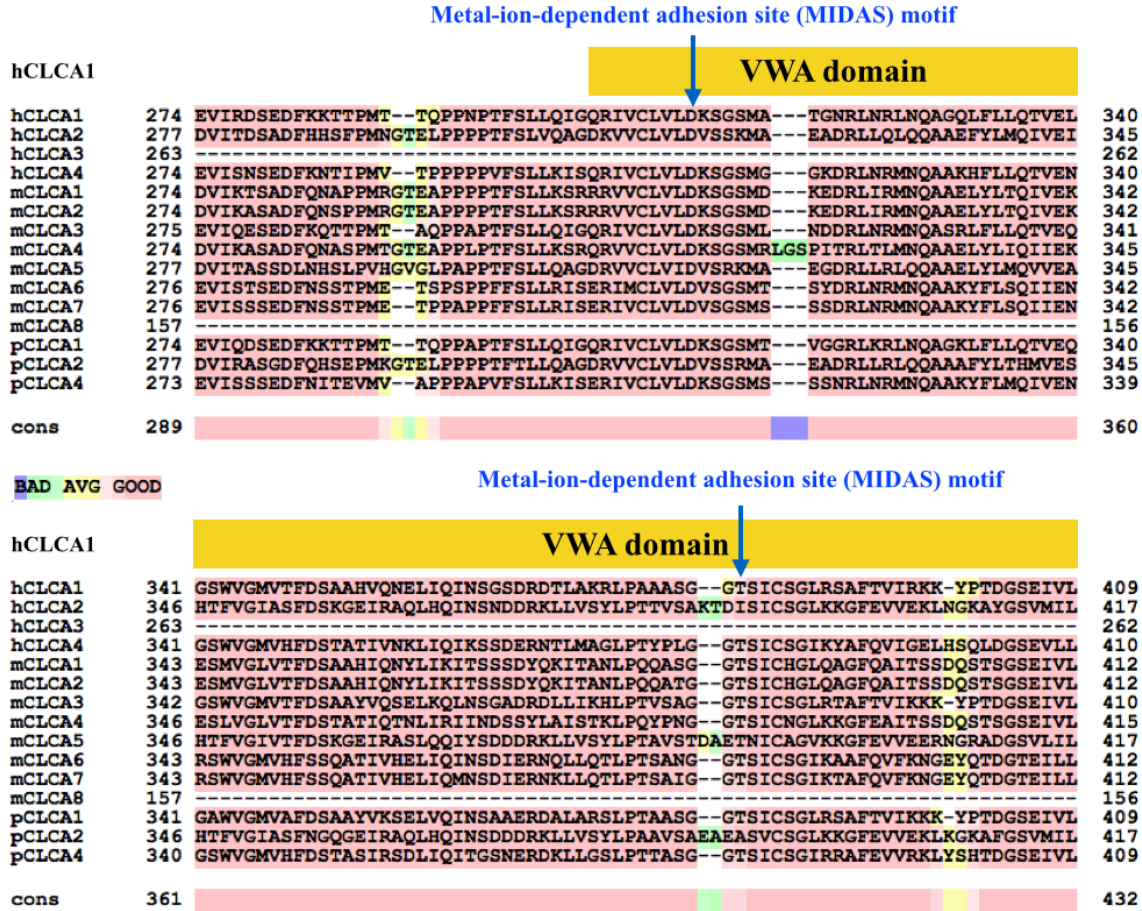 Metal-ion-dependent adhesion site (MIDAS) motif
hCLCA1 VWA domain
hCLCA1 274 EVIRDSEDFKKTTPMT--TQPPNPTFSLLQIGQRIVCLVLDKSGSMA---TGNRLNRLNQAGQLFLLQTVEL 340
hCLCA2 277 DVITDSADFHHSFPMNGTELPPPPTFSLVQAGDKVVCLVLDVSSKMA---EADRLLQLQQAAEFYLMQIVEI 345
hCLCA3 263 ------------------------------------------------------------------------ 262
hCLCA4 274 EVISNSEDFKNTIPMV--TPPPPPVFSLLKISQRIVCLVLDKSGSMG---GKDRLNRMNQAAKHFLLQTVEN 340
mCLCA1 274 DVIKTSADFQNAPPMRGTEAPPPPTFSLLKSRRRVVCLVLDKSGSMD---KEDRLIRMNQAAELYLTQIVEK 342
mCLCA2 274 DVIKASADFQNSPPMRGTEAPPPPTFSLLKSRRRVVCLVLDKSGSMD---KEDRLIRMNQAAELYLTQIVEK 342
mCLCA3 275 EVIQESEDFKQTTPMT--AQPPAPTFSLLQIGQRIVCLVLDKSGSML---NDDRLNRMNQASRLFLLQTVEQ 341
mCLCA4 274 DVIKASADFQNASPMTGTEAPPLPTFSLLKSRQRVVCLVLDKSGSMRLGSPITRLTLMNQAAELYLIQIIEK 345
mCLCA5 277 DVITASSDLNHSLPVHGVGLPAPPTFSLLQAGDRVVCLVIDVSRKMA---EGDRLLRLQQAAELYLMQVVEA 345
mCLCA6 276 EVISTSEDFNSSTPME--TSPSPPFFSLLRISERIMCLVLDVSGSMT---SYDRLNRMNQAAKYFLSQIIEN 342
mCLCA7 276 EVISSSEDFNSSTPME--TPPAPPFFSLLRISERIVCLVLDVSGSMS---SSDRLNRMNQAAKYFLSQIIEN 342
mCLCA8 157 ------------------------------------------------------------------------ 156
pCLCA1 274 EVIQDSEDFKKTTPMT--TQPPAPTFSLLQIGQRIVCLVLDKSGSMT---VGGRLKRLNQAGKLFLLQTVEQ 340
pCLCA2 277 DVIRASGDFQHSEPMKGTELPPPPTFTLLQAGDRVVCLVLDVSRSMA---EADRLLRLQQAAAFYLTHMVES 345
pCLCA4 273 EVISSSEDFNITEVMV--APPPAPVFSLLKISERIVCLVLDKSGSMS---SSNRLNRMNQAAKYFLMQIVEN 339
cons 289 360
BAD AVG GOOD
Metal-ion-dependent adhesion site (MIDAS) motif
hCLCA1 VWA domain
hCLCA1 341 GSWVGMVTFDSAAHVQNELIQINSGSDRDTLAKRLPAAASG--GTSICSGLRSAFTVIRKK-YPTDGSEIVL 409
hCLCA2 346 HTFVGIASFDSKGEIRAQLHQINSNDDRKLLVSYLPTTVSAKTDISICSGLKKGFEVVEKLNGKAYGSVMIL 417
hCLCA3 263 ------------------------------------------------------------------------ 262
hCLCA4 341 GSWVGMVHFDSTATIVNKLIQIKSSDERNTLMAGLPTYPLG--GTSICSGIKYAFQVIGELHSQLDGSEVLL 410
mCLCA1 343 ESMVGLVTFDSAAHIQNYLIKITSSSDYQKITANLPQQASG--GTSICHGLQAGFQAITSSDQSTSGSEIVL 412
mCLCA2 343 ESMVGLVTFDSAAHIQNYLIKITSSSDYQKITANLPQQATG--GTSICHGLQAGFQAITSSDQSTSGSEIVL 412
mCLCA3 342 GSWVGMVTFDSAAYVQSELKQLNSGADRDLLIKHLPTVSAG--GTSICSGLRTAFTVIKKK-YPTDGSEIVL 410
mCLCA4 346 ESLVGLVTFDSTATIQTNLIRIINDSSYLAISTKLPQYPNG--GTSICNGLKKGFEAITSSDQSTSGSEIVL 415
mCLCA5 346 HTFVGIVTFDSKGEIRASLQQIYSDDDRKLLVSYLPTAVSTDAETNICAGVKKGFEVVEERNGRADGSVLIL 417
mCLCA6 343 RSWVGMVHFDSQATIVHELIQINSDIERNQLLQTLPTSANG--GTSICSGIKAAFQVFKNGEYQTDGTEILL 412
mCLCA7 343 RSWVGMVHFSSQATIVHELIQMNSDIERNKLLQTLPTSAIG--GTSICSGIKTAFQVFKNGEYQTDGTEILL 412
mCLCA8 157 ------------------------------------------------------------------------ 156
pCLCA1 341 GAWVGMVAFDSAAYVKSELVQINSAAERDALARSLPTAASG--GTSICSGLRSAFTVIKKK-YPTDGSEIVL 409
pCLCA2 346 HTFVGIASFNGQGEIRAQLHQINSDDDRKLLVSYLPAAVSAEAEASVCSGLKKGFEVVEKLKGKAFGSVMIL 417
pCLCA4 340 GSWVGMVHFDSTASIRSDLIQITGSNERDKLLGSLPTTASG--GTSICSGIRRAFEVVRKLYSHTDGSEIVL 409
cons 361 432